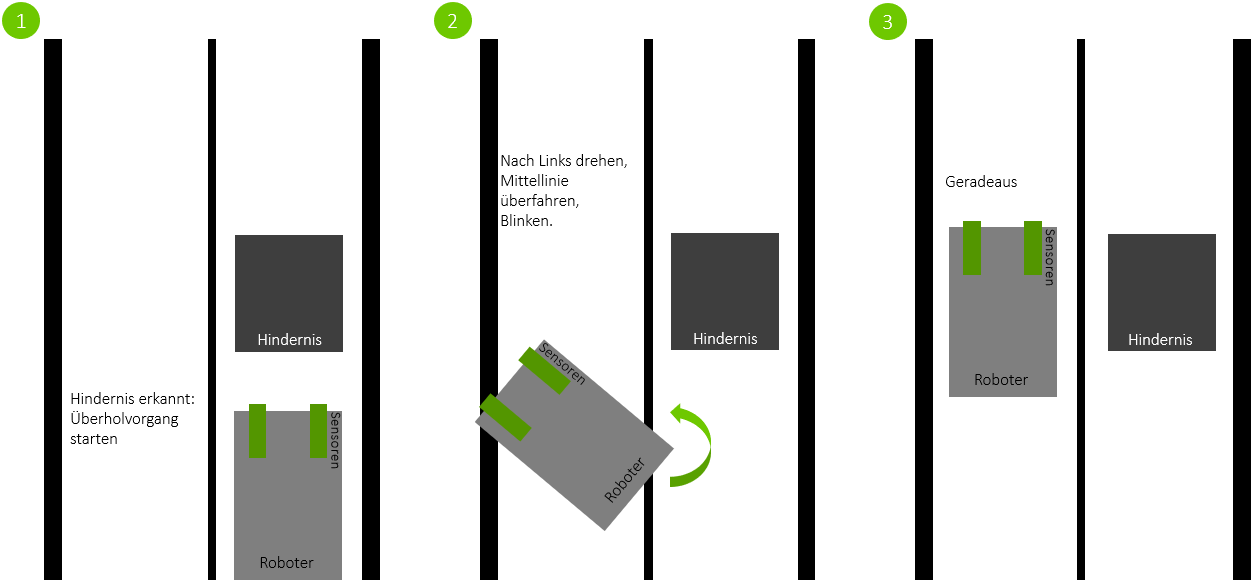 1
Hindernis
Hindernis erkannt:
Überholvorgang
starten
Sensoren
Roboter
2
Nach Links drehen,
Mittellinie
überfahren,
Blinken.
Hindernis
Sensoren
Roboter
3
Geradeaus
Sensoren
Hindernis
Roboter